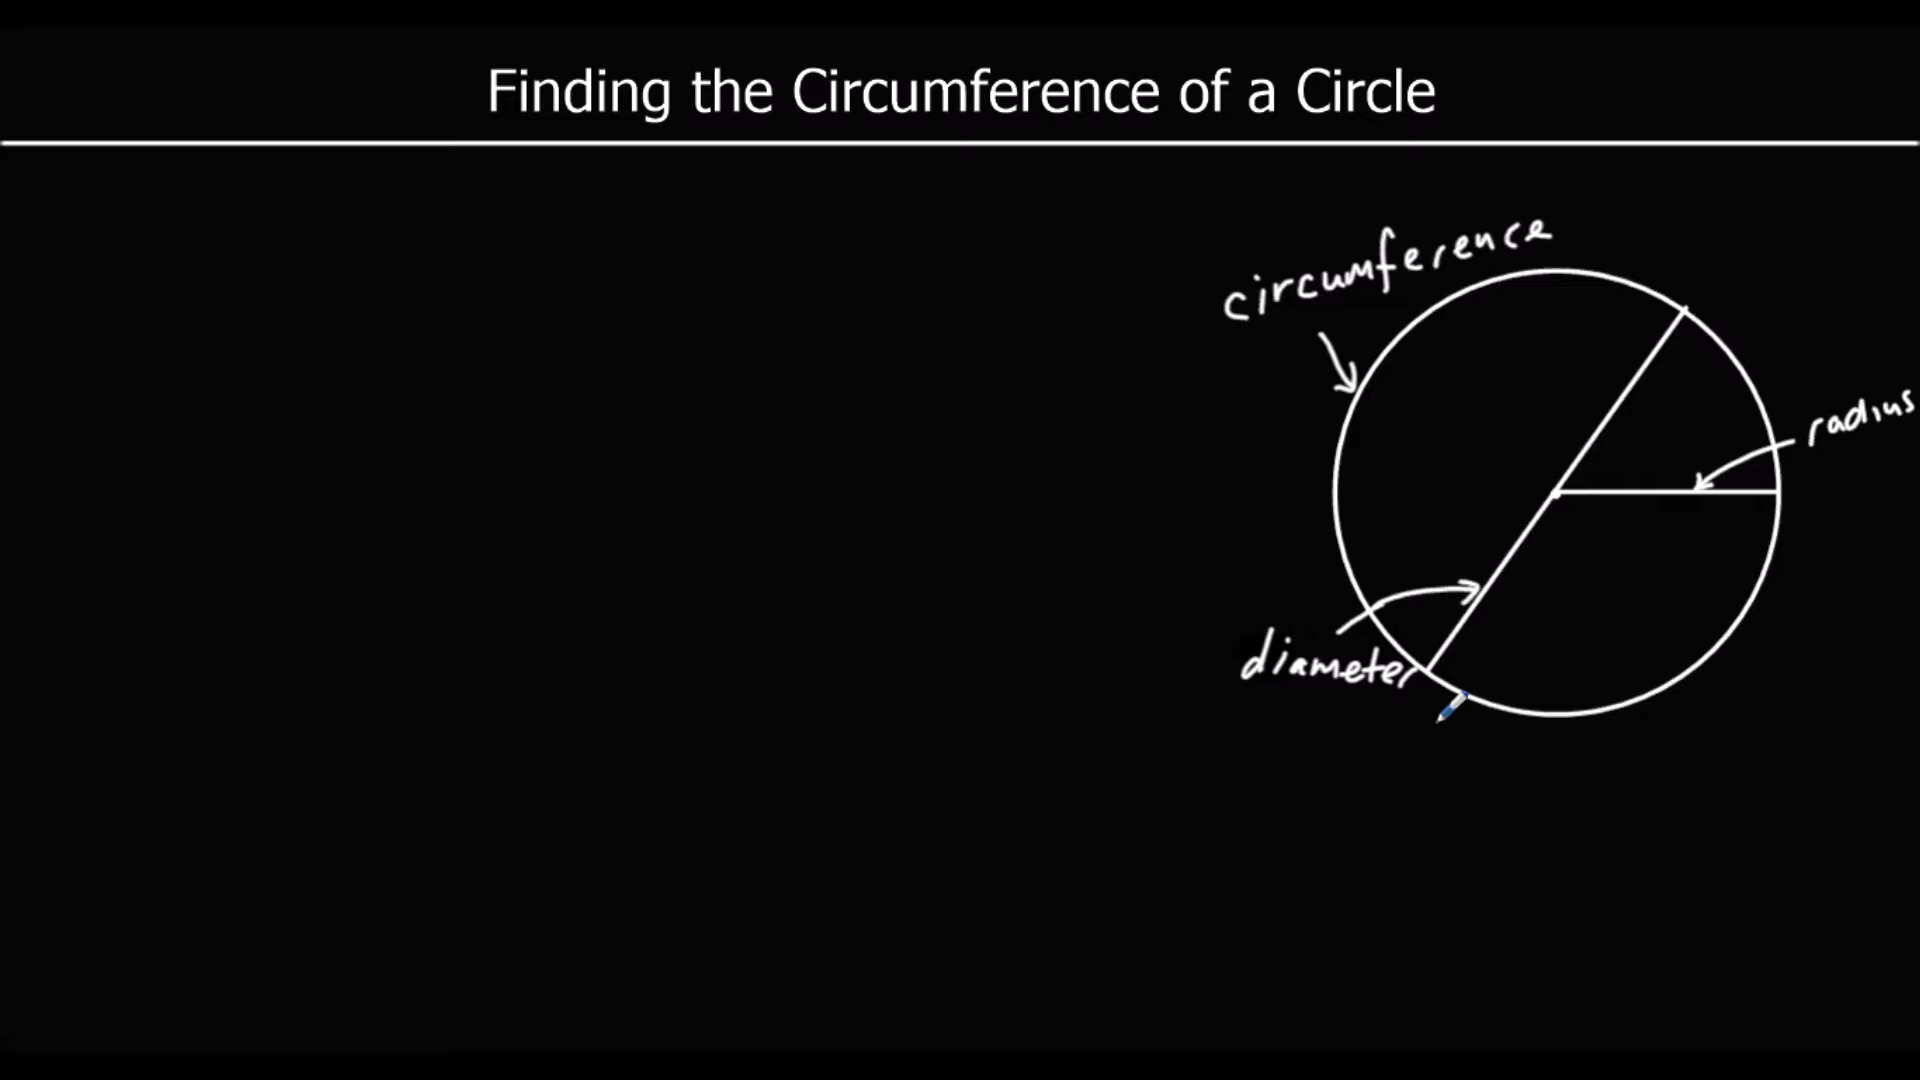 Finding the Circumference of a Circle
circumference
radius
diameter